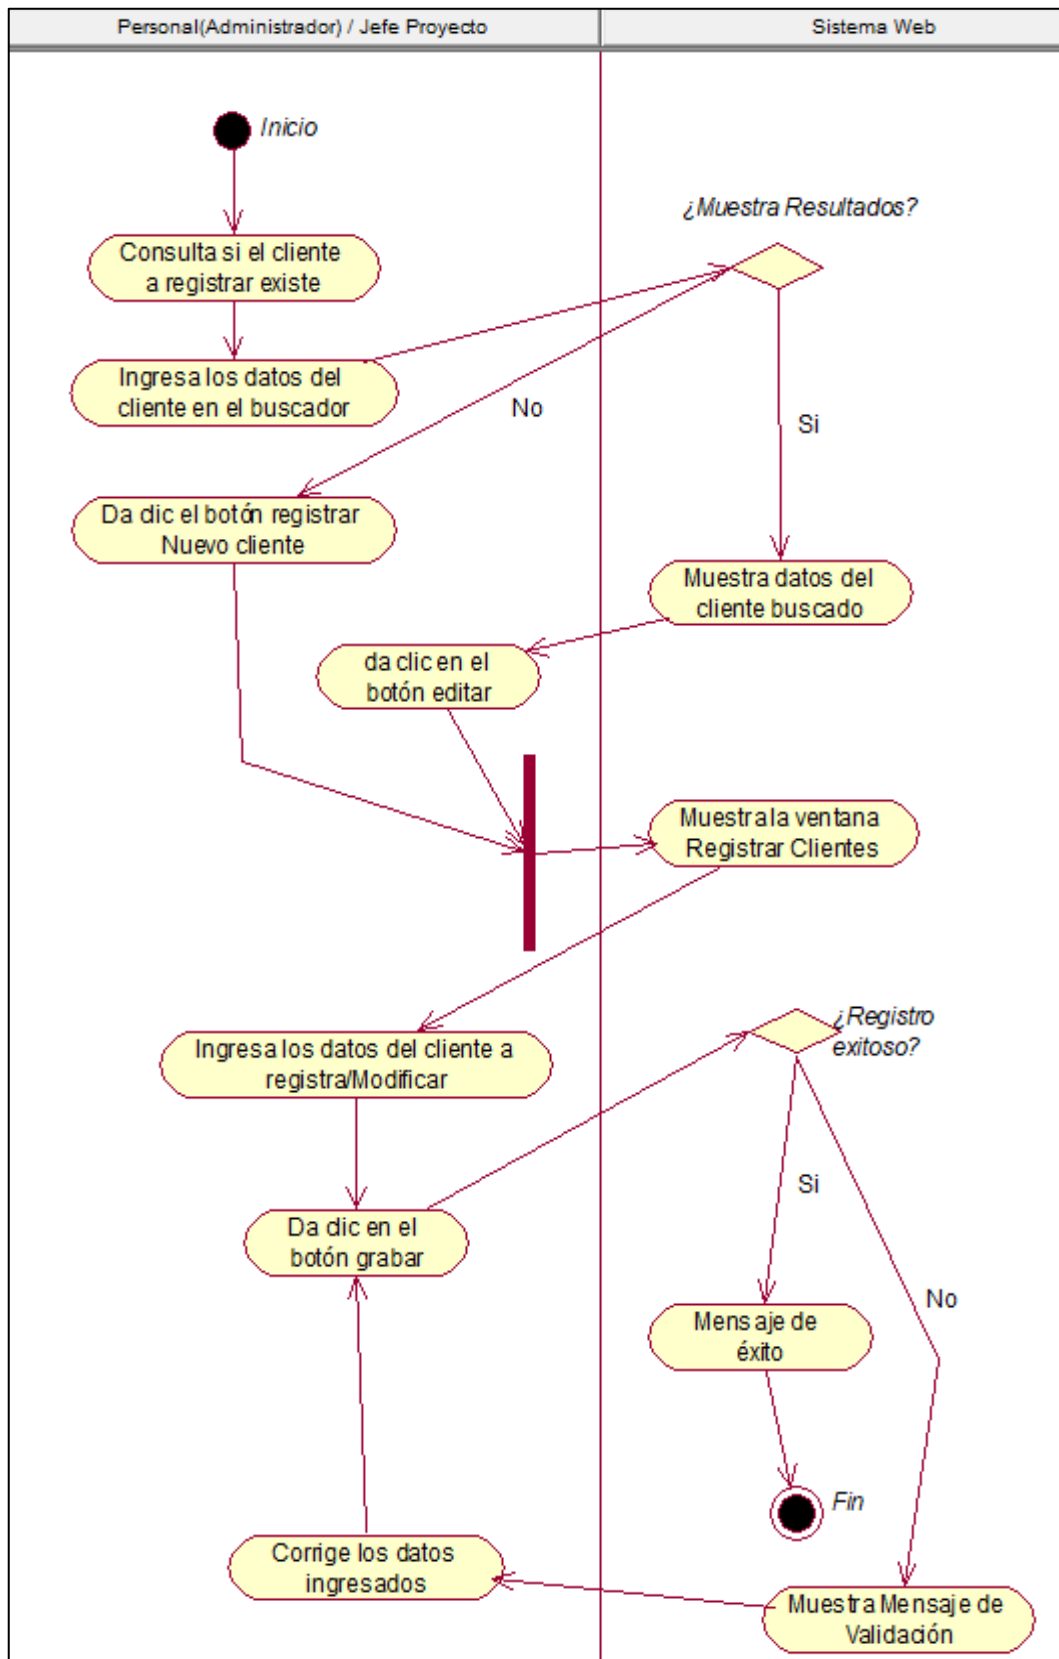 Personal(Administrador) / Jefe Proyecto
Sistema Web
Inicio
¿Muestra Resultados?
Consulta si el cliente
a registrar existe
Ingresa los datos del
cliente en el buscador
No
Si
Da clic el botón registrar
Nuevo cliente
Muestra datos del
cliente buscado
da clic en el
botón editar
Muestra la ventana
Registrar Clientes
¿Registro
exitoso?
Ingresa los datos del cliente a
registra/Modificar
Si
Da clic en el
botón grabar
No
Mensaje de
éxito
Fin
Corrige los datos
ingresados
Muestra Mensaje de
Validación